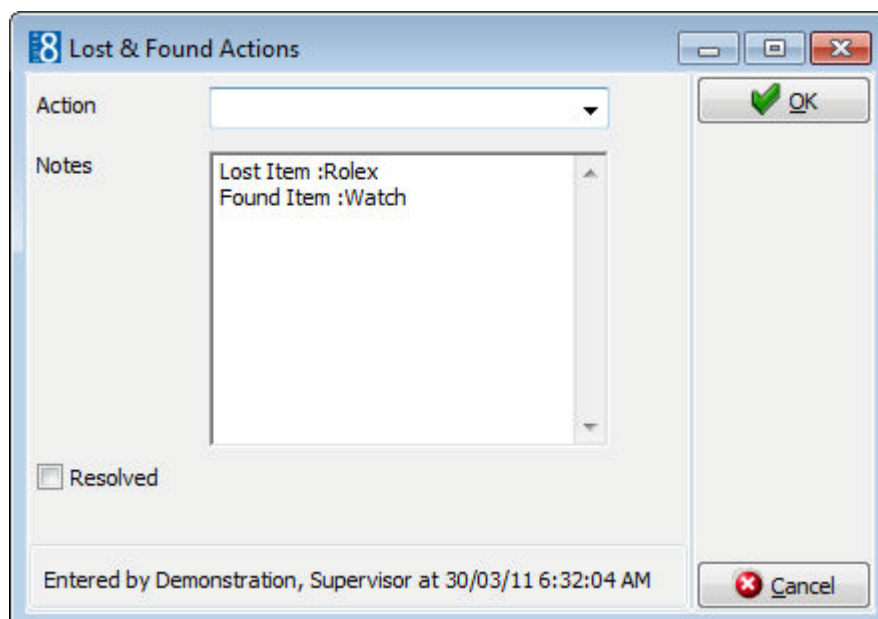 8 Lost & Found Actions
Action
OK
Notes
Lost Item :Rolex
Found Item :Watch
Resolved
Entered by Demonstration, Supervisor at 30/03/11 6:32:04 AM
Cancel